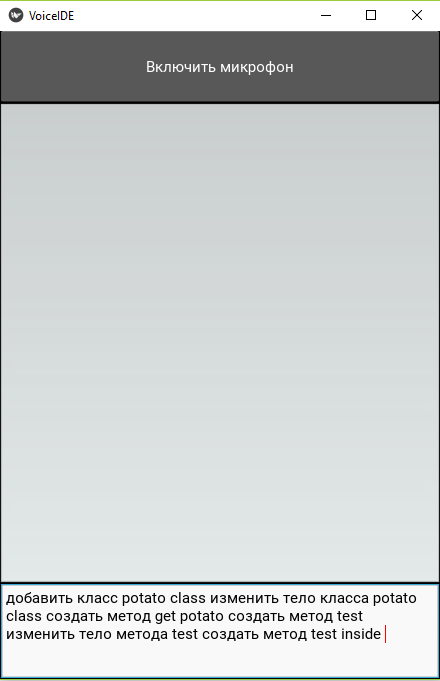 VoiceIDE
Включить микрофон
добавить класс potato class изменить тело класса potato
class создать метод get potato создать метод test
изменить тело метода test создать метод test inside